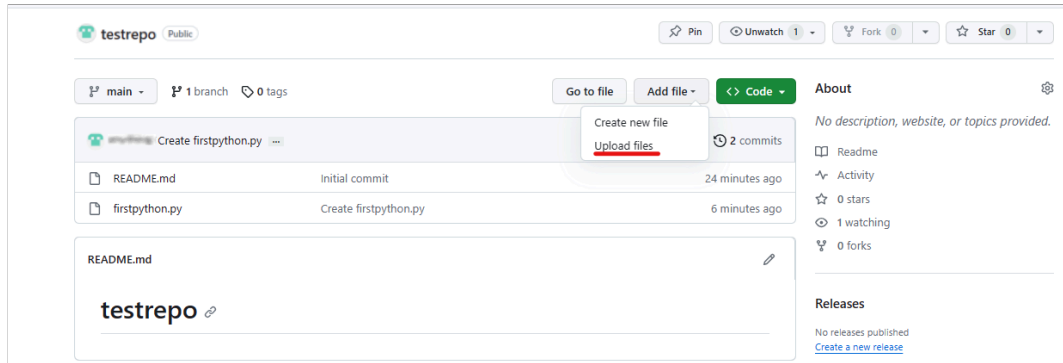 testrepo Public
Pin Unwatch 1 Fork 0 Star 0
main 1 branch 0 tags
Go to file Add file <> Code
Create new file
Upload files
Create firstpython.py ... 2 commits
README.md Initial commit 24 minutes ago
firstpython.py Create firstpython.py 6 minutes ago
README.md
testrepo
About
No description, website, or topics provided.
Readme
Activity
0 stars
1 watching
0 forks
Releases
No releases published
Create a new release